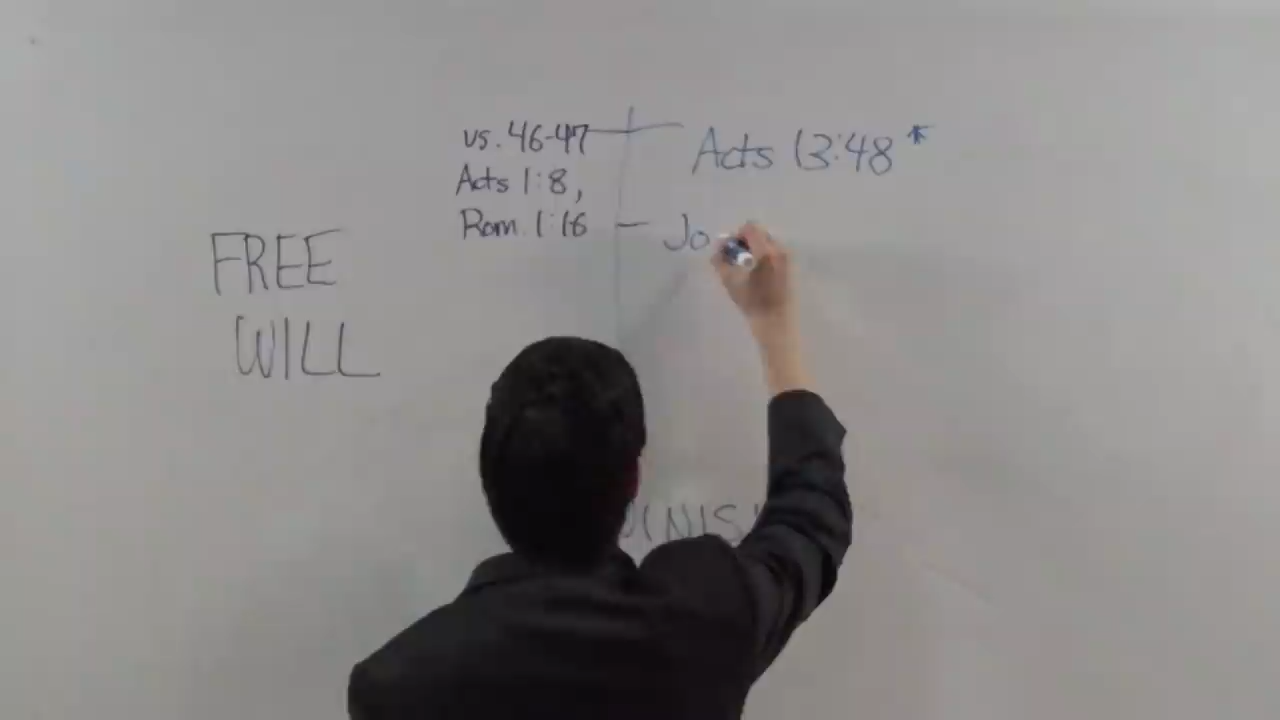 vs. 46-47
Acts 1:8,
Rom. 1:16
Acts 13:48*
Jo
FREE
WILL